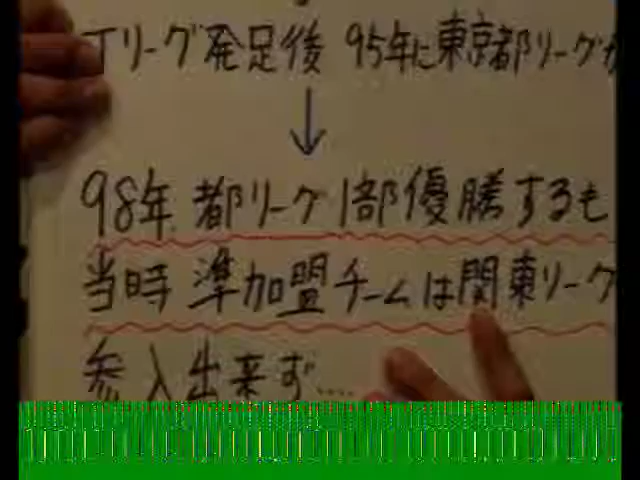 Jリーグ発足後 95年に東京都リーグ
98年 都リーグ1部優勝するも
当時 準加盟チームは関東リーグ
参入出来ず....